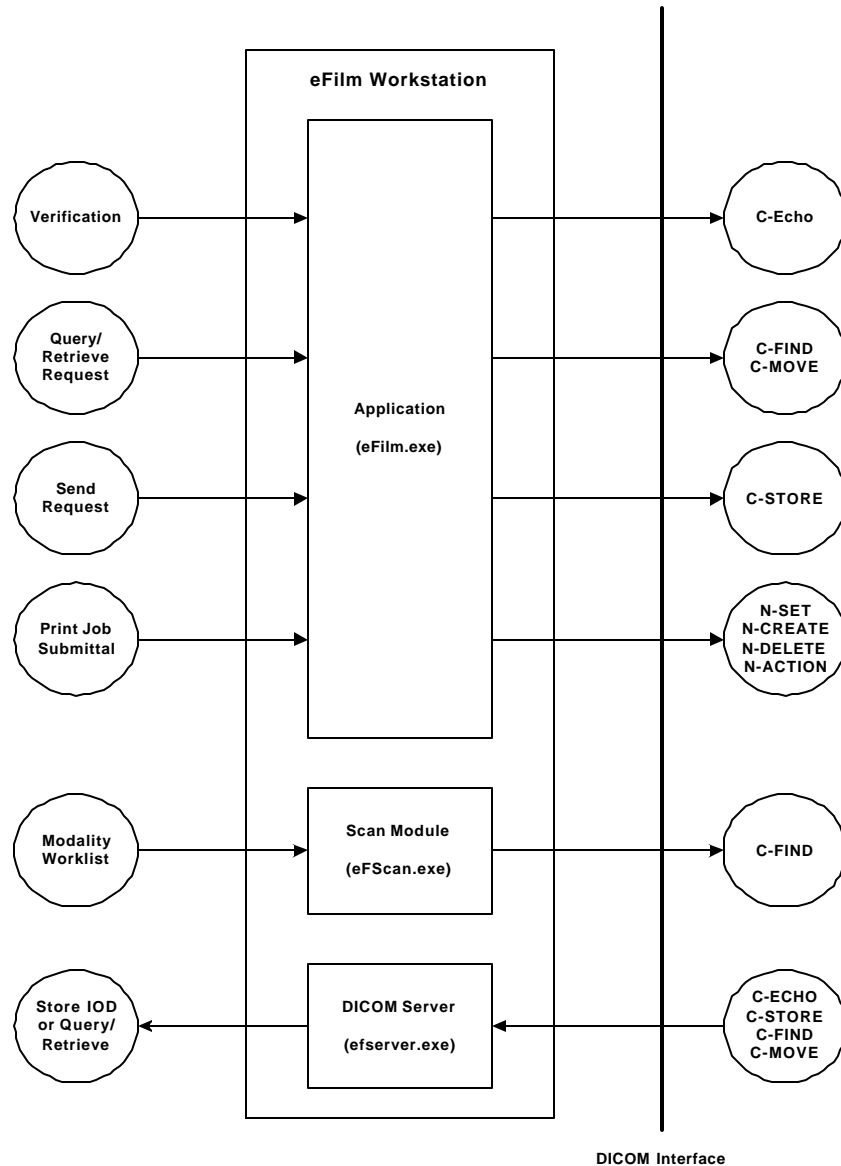 eFilm Workstation
Verification
C-Echo
Query/
Retrieve
Request
C-FIND
C-MOVE
Application
(eFilm.exe)
Send
Request
C-STORE
Print Job
Submittal
N-SET
N-CREATE
N-DELETE
N-ACTION
Modality
Worklist
Scan Module
(eFScan.exe)
C-FIND
Store IOD
or Query/
Retrieve
DICOM Server
(efserver.exe)
C-ECHO
C-STORE
C-FIND
C-MOVE
DICOM Interface